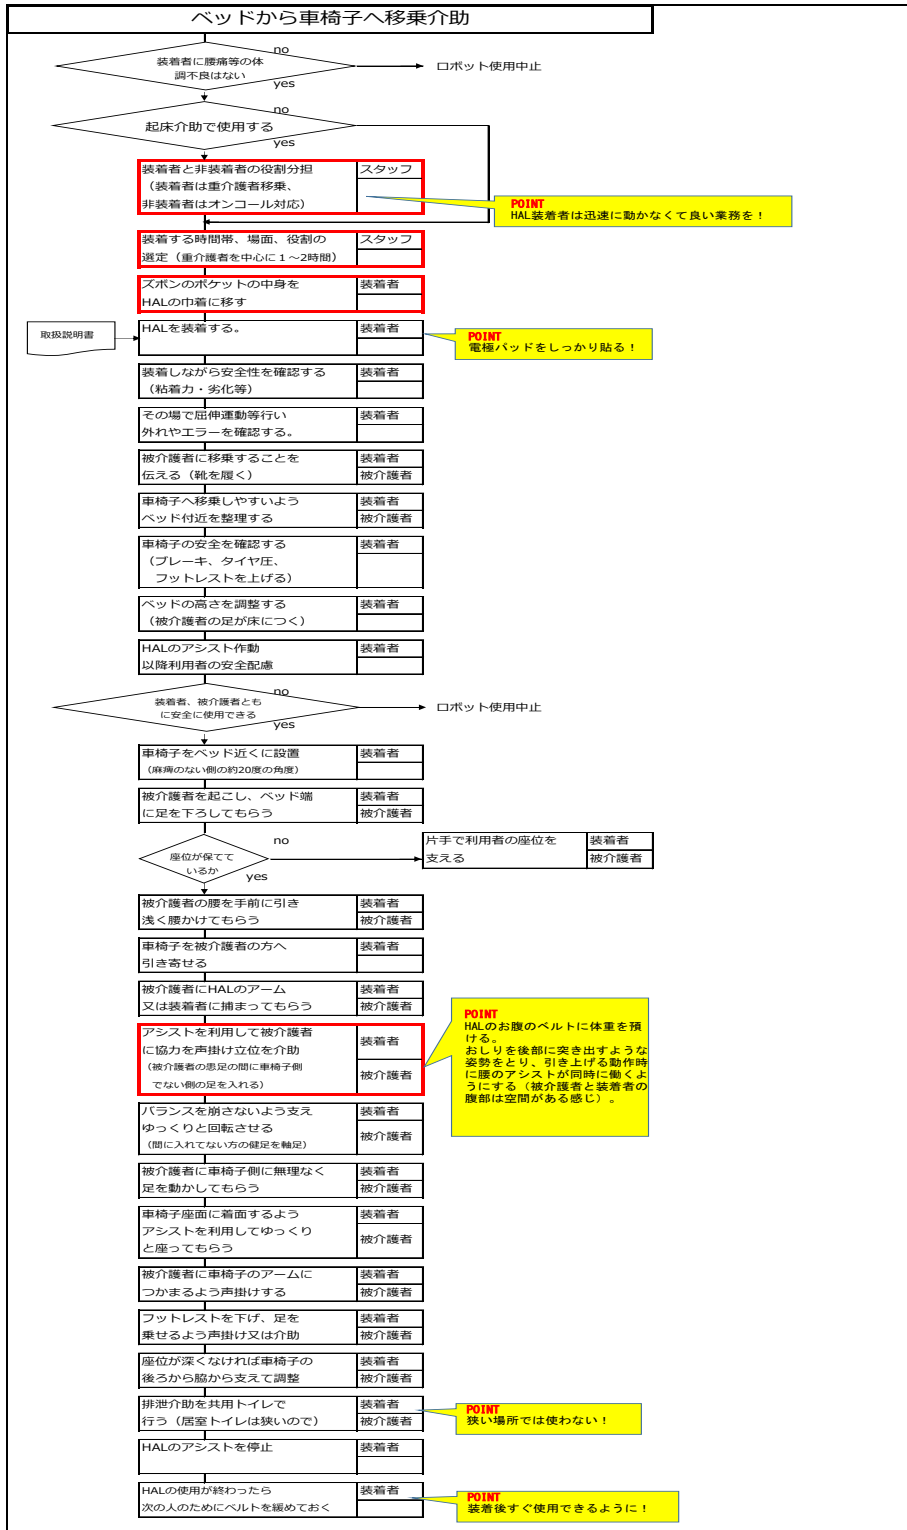 ベッドから車椅子へ移乗介助
装着者に腰痛等の体
調不良はない
no
ロボット使用中止
yes
起床介助で使用する
no
yes
装着者と非装着者の役割分担
（装着者は重介護者移乗、
非装着者はオンコール対応）
スタッフ
POINT
HAL装着者は迅速に動かなくて良い業務を！
装着する時間帯、場面、役割の
選定（重介護者を中心に１～2時間）
スタッフ
ズボンのポケットの中身を
HALの巾着に移す
装着者
取扱説明書
HALを装着する。
装着者
POINT
電極パッドをしっかり貼る！
装着しながら安全性を確認する
（粘着力・劣化等）
装着者
その場で屈伸運動等行い
外れやエラーを確認する。
装着者
被介護者に移乗することを
伝える（靴を履く）
装着者
被介護者
車椅子へ移乗しやすいよう
ベッド付近を整理する
装着者
被介護者
車椅子の安全を確認する
（ブレーキ、タイヤ圧、
フットレストを上げる）
装着者
ベッドの高さを調整する
（被介護者の足が床につく）
装着者
HALのアシスト作動
以降利用者の安全配慮
装着者
装着者、被介護者とも
に安全に使用できる
no
ロボット使用中止
yes
車椅子をベッド近くに設置
（麻痺のない側の約20度の角度）
装着者
被介護者を起こし、ベッド端
に足を下ろしてもらう
装着者
被介護者
座位が保てて
いるか
no
yes
片手で利用者の座位を
支える
装着者
被介護者
被介護者の腰を手前に引き
浅く腰かけてもらう
装着者
被介護者
車椅子を被介護者の方へ
引き寄せる
装着者
被介護者にHALのアーム
又は装着者に捕まってもらう
装着者
被介護者
アシストを利用して被介護者
に協力を声掛け立位を介助
（被介護者の患足の間に車椅子側
でない側の足を入れる）
装着者
被介護者
POINT
HALのお腹のベルトに体重を預
ける。
おしりを後部に突き出すような
姿勢をとり、引き上げる動作時
に腰のアシストが同時に働くよ
うにする（被介護者と装着者の
腹部は空間がある感じ）。
バランスを崩さないよう支え
ゆっくりと回転させる
（間に入れてない方の健足を軸足）
装着者
被介護者
被介護者に車椅子側に無理なく
足を動かしてもらう
装着者
被介護者
車椅子座面に着面するよう
アシストを利用してゆっくり
と座ってもらう
装着者
被介護者
被介護者に車椅子のアームに
つかまるよう声掛けする
装着者
被介護者
フットレストを下げ、足を
乗せるよう声掛け又は介助
装着者
被介護者
座位が深くなければ車椅子の
後ろから脇から支えて調整
装着者
被介護者
排泄介助を共用トイレで
行う（居室トイレは狭いので）
装着者
被介護者
POINT
狭い場所では使わない！
HALのアシストを停止
装着者
HALの使用が終わったら
次の人のためにベルトを緩めておく
装着者
POINT
装着後すぐ使用できるように！